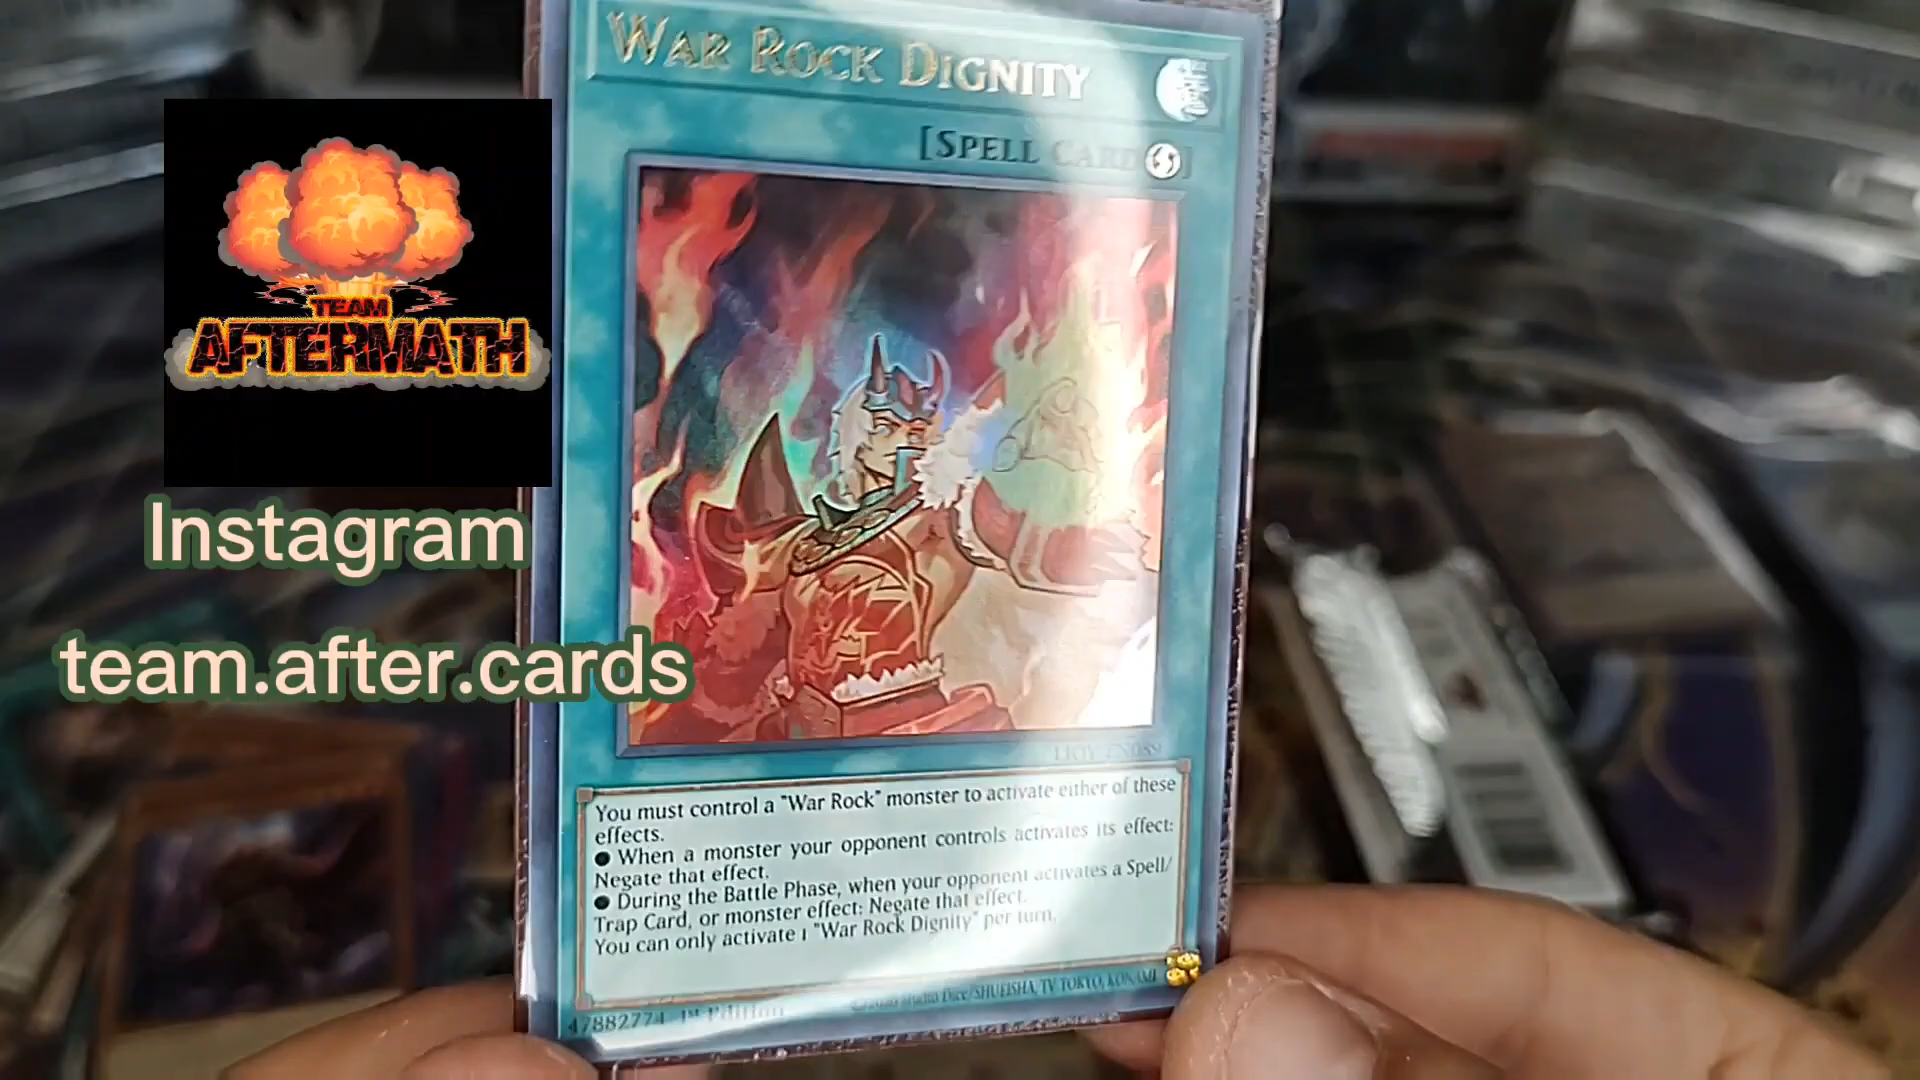 WAR ROCK DIGNITY
[SPELL CARD]
TEAM
AFTERMATH
Instagram
team.after.cards
You must control a "War Rock" monster to activate either of these
effects.
● When a monster your opponent controls activates its effect:
Negate that effect.
● During the Battle Phase, when your opponent activates a Spell/
Trap Card, or monster effect: Negate that effect.
You can only activate 1 "War Rock Dignity" per turn.
47882774 1st Edition
Studio Dice/SHUEISHA, TV TOKYO, KONAMI